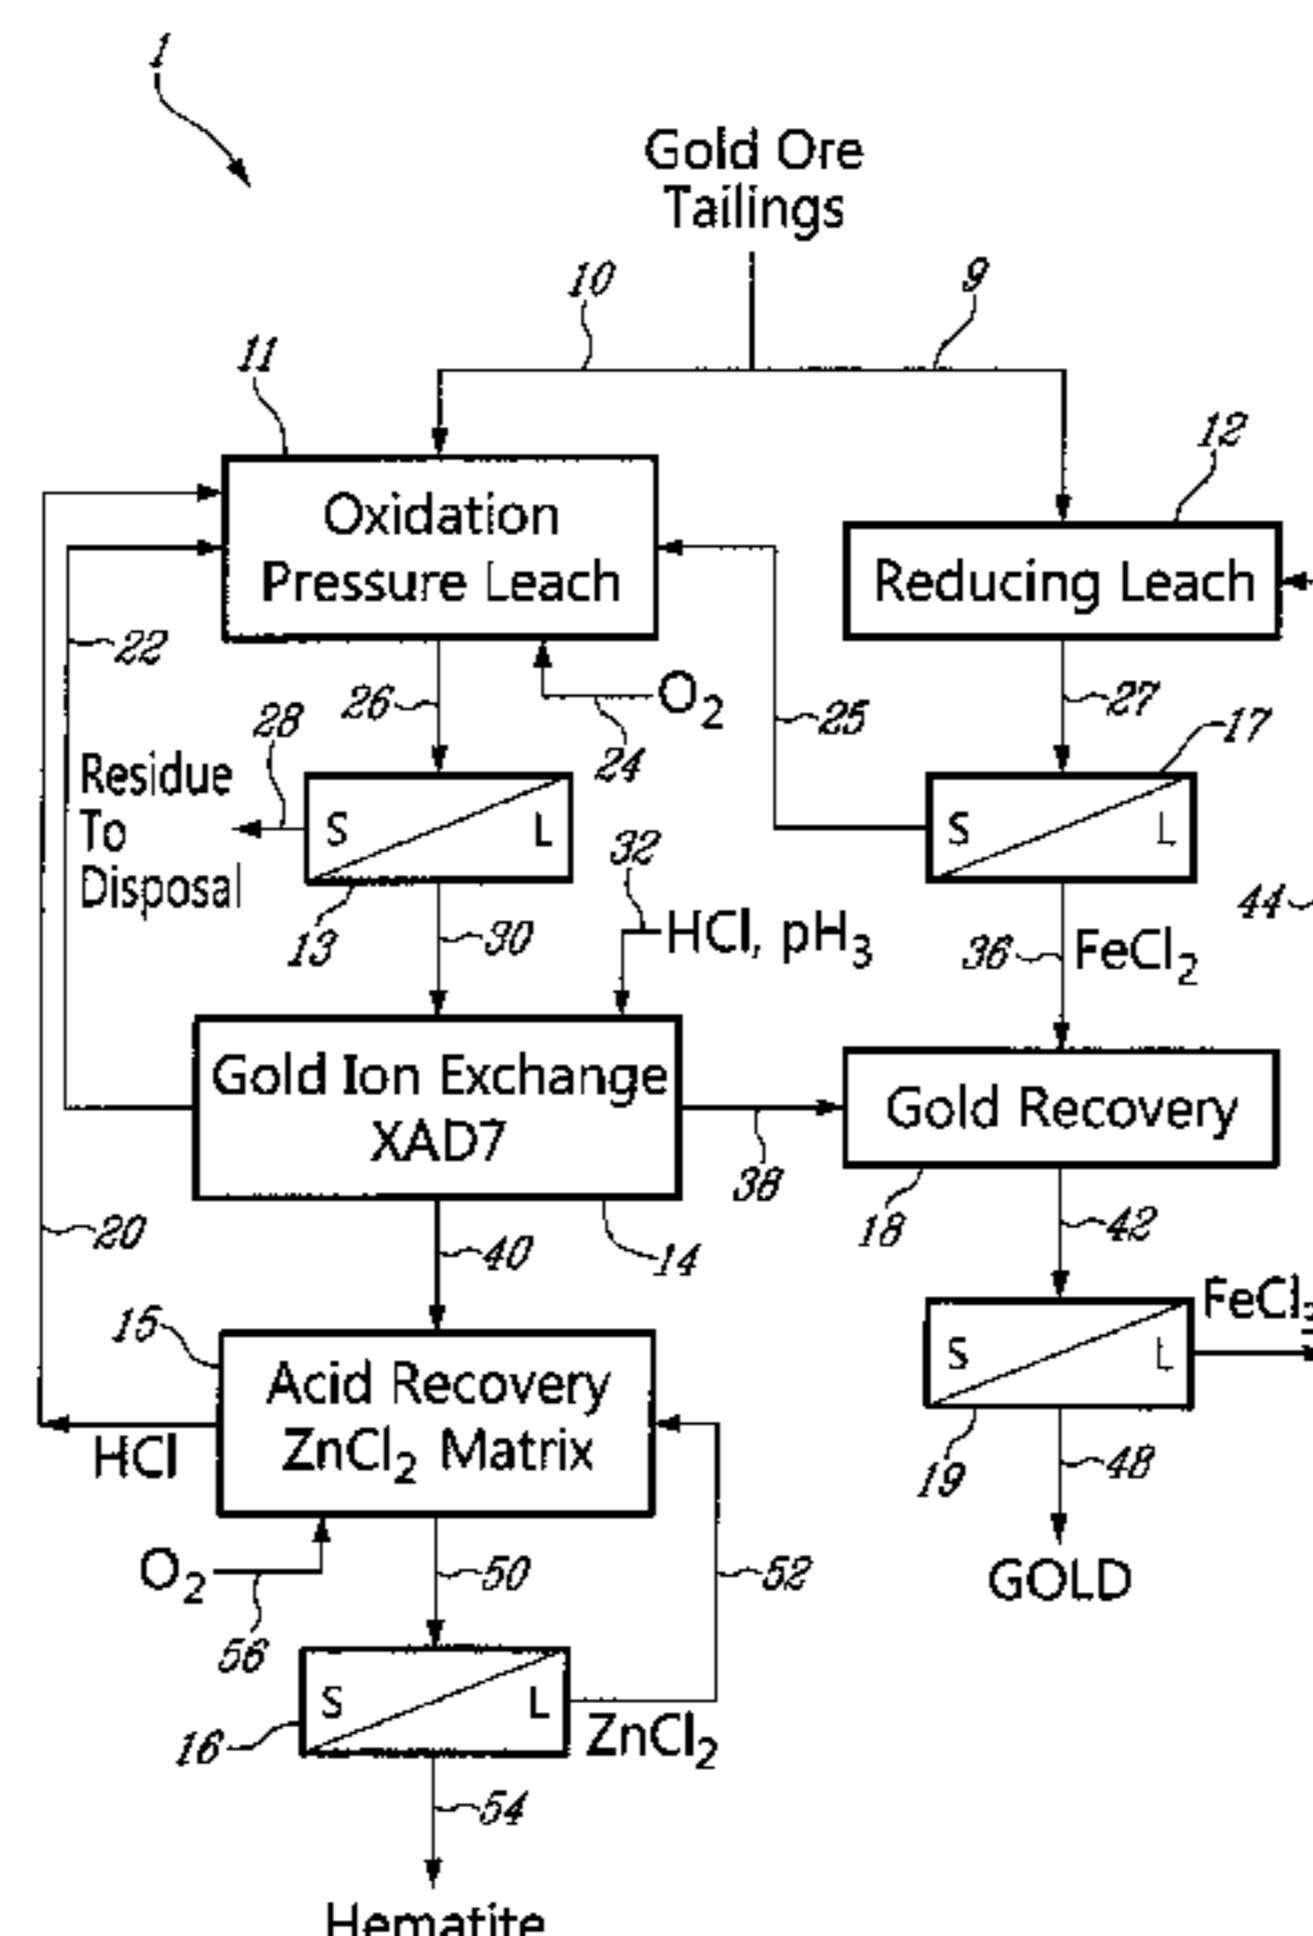 1
Gold Ore
Tailings
10
9
11
12
Oxidation
Pressure Leach
Reducing Leach
22
26
O2
24
25
27
28
17
Residue
To
Disposal
S
L
S
L
13
30
32
HCl, pH3
36
FeCl2
44
Gold Ion Exchange
XAD7
Gold Recovery
38
18
42
20
40
14
15
Acid Recovery
ZnCl2 Matrix
HCl
S
L
FeCl3
19
48
O2
56
50
52
GOLD
S
L
16
ZnCl2
54
Hematite